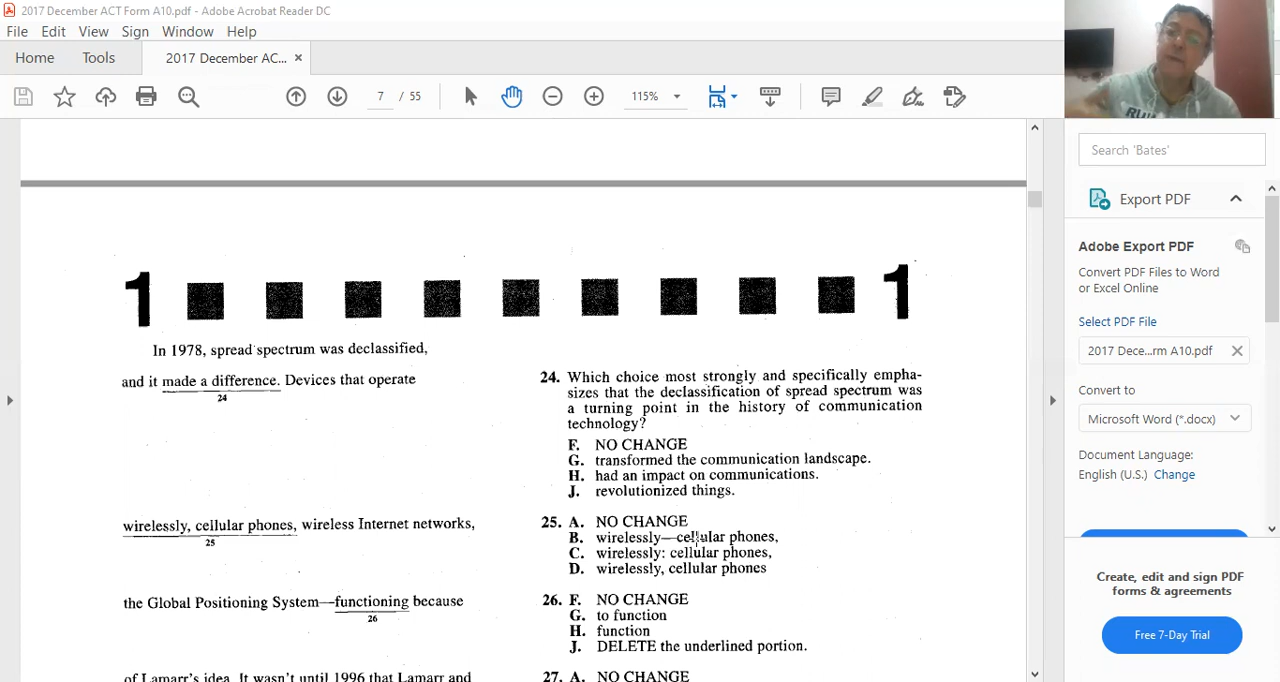 2017 December ACT Form A10.pdf - Adobe Acrobat Reader DC
File Edit View Sign Window Help
Home Tools 2017 December AC... ×
7 / 55 115%
Search 'Bates'
Export PDF
Adobe Export PDF
Convert PDF Files to Word
or Excel Online
Select PDF File
2017 Dece...rm A10.pdf
Convert to
Microsoft Word (*.docx)
Document Language:
English (U.S.) Change
Create, edit and sign PDF
forms & agreements
Free 7-Day Trial
1 1
In 1978, spread spectrum was declassified,
and it made a difference. Devices that operate
24
wirelessly, cellular phones, wireless Internet networks,
25
the Global Positioning System—functioning because
26
of Lamarr's idea. It wasn't until 1996 that Lamarr and
24. Which choice most strongly and specifically empha-
sizes that the declassification of spread spectrum was
a turning point in the history of communication
technology?
F. NO CHANGE
G. transformed the communication landscape.
H. had an impact on communications.
J. revolutionized things.
25. A. NO CHANGE
B. wirelessly—cellular phones,
C. wirelessly: cellular phones,
D. wirelessly, cellular phones
26. F. NO CHANGE
G. to function
H. function
J. DELETE the underlined portion.
27. A. NO CHANGE